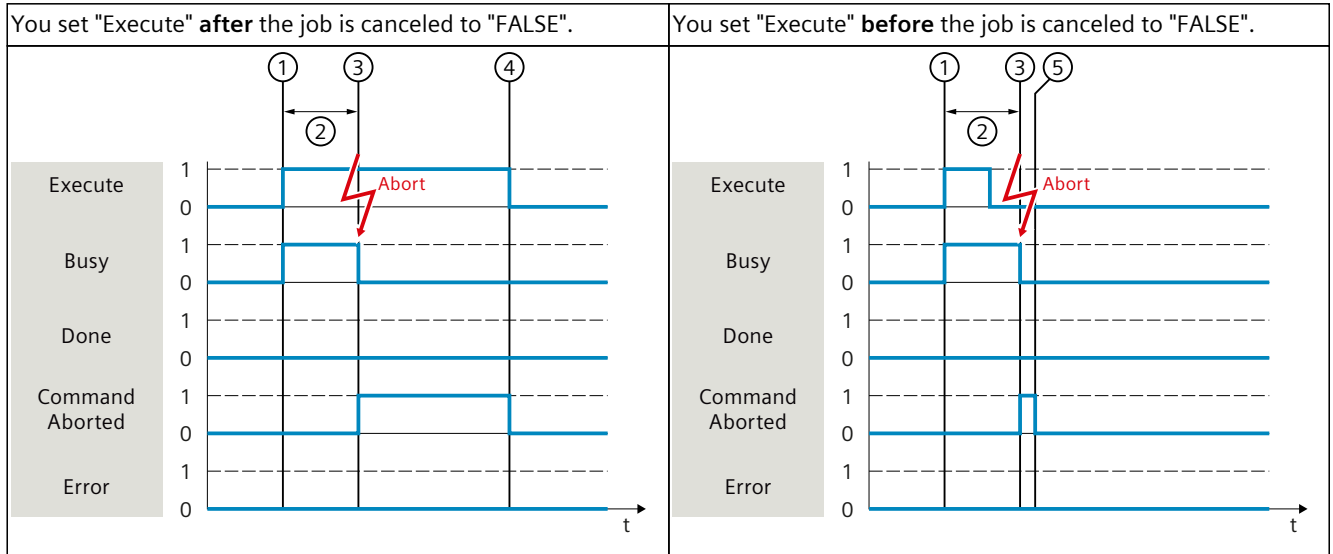 You set "Execute" after the job is canceled to "FALSE".
1 3 4
2
Execute 1
0
Abort
Busy 1
0
Done 1
0
Command Aborted 1
0
Error 1
0
t
You set "Execute" before the job is canceled to "FALSE".
1 3 5
2
Execute 1
0
Abort
Busy 1
0
Done 1
0
Command Aborted 1
0
Error 1
0
t